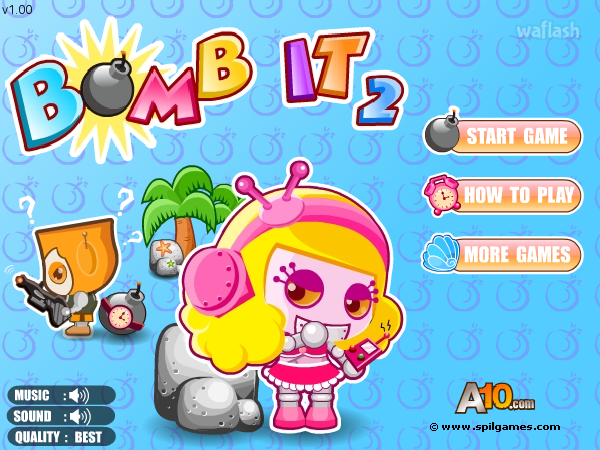 v1.00
waflash
BOMB IT 2
START GAME
HOW TO PLAY
MORE GAMES
? ? ?
MUSIC :
SOUND :
QUALITY : BEST
A10.com
© www.spilgames.com